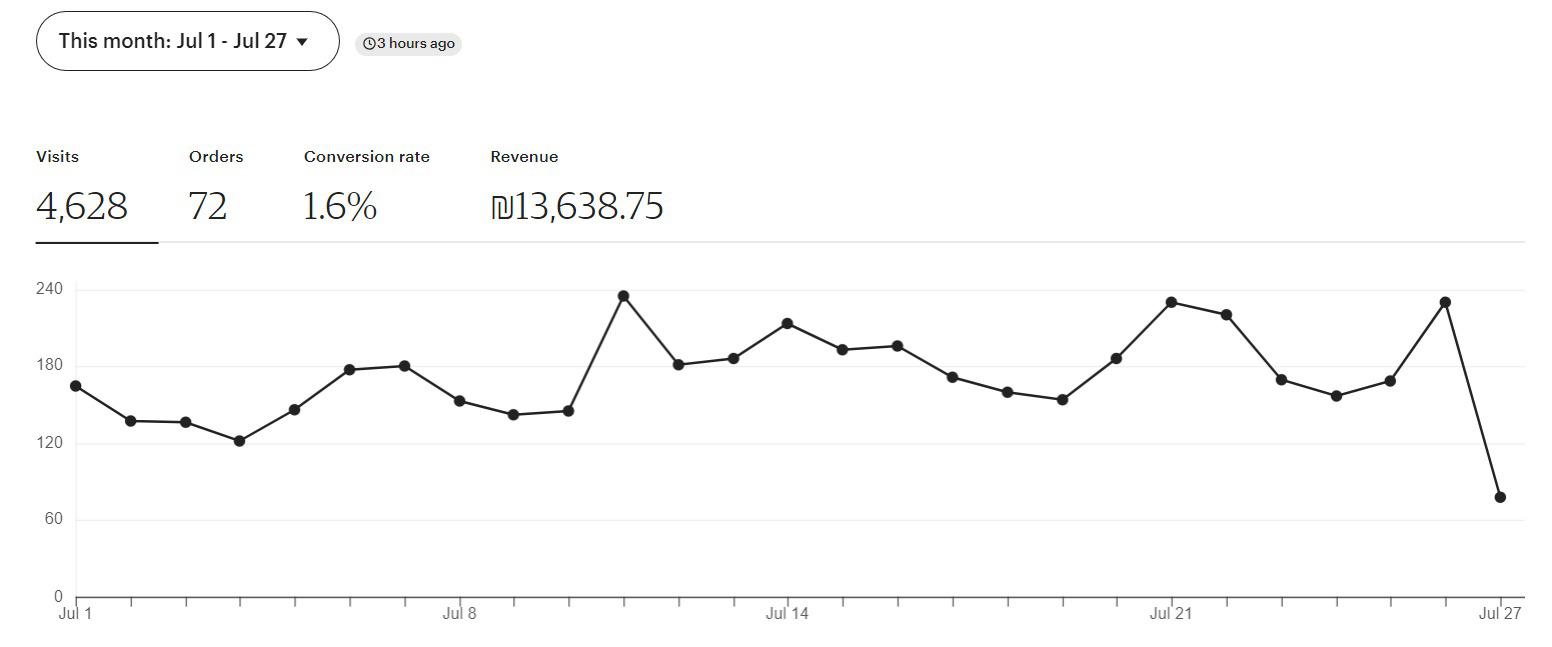 This month: Jul 1 - Jul 27
3 hours ago
Visits
4,628
Orders
72
Conversion rate
1.6%
Revenue
₪13,638.75
240
180
120
60
0
Jul 1
Jul 8
Jul 14
Jul 21
Jul 27